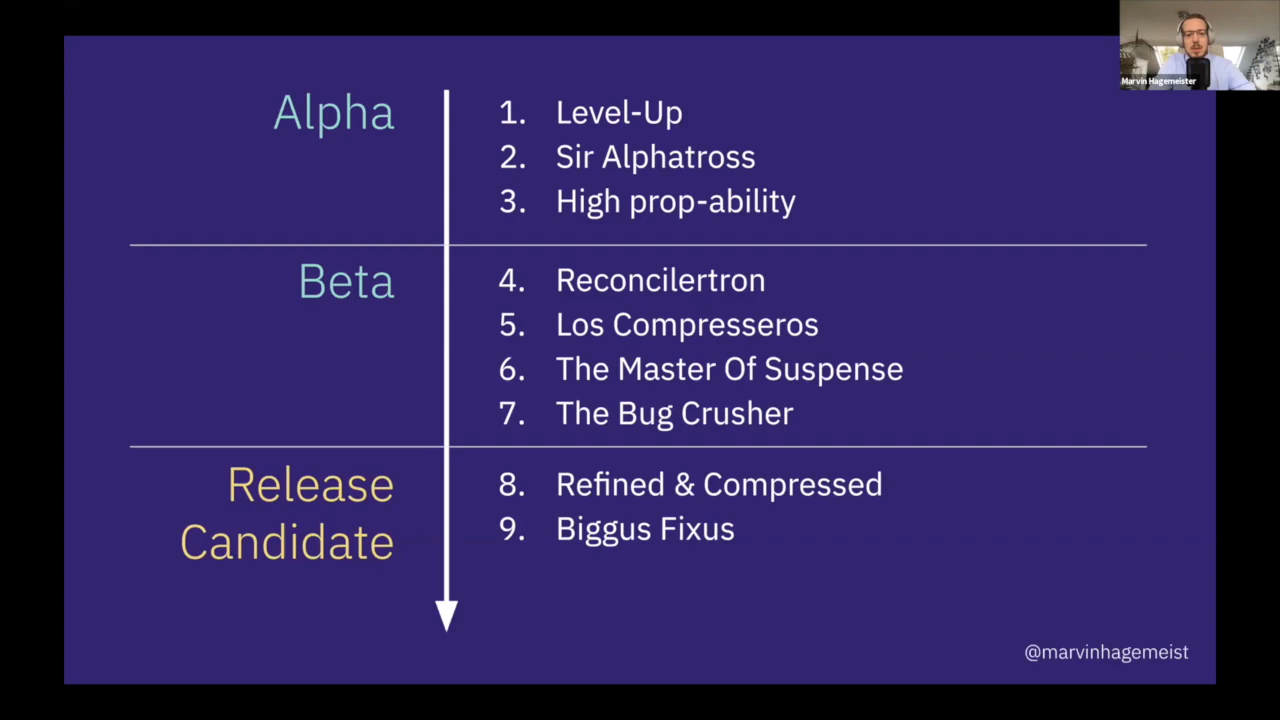 Marvin Hagemeister
Alpha
1. Level-Up
2. Sir Alphatross
3. High prop-ability
Beta
4. Reconcilertron
5. Los Compresseros
6. The Master Of Suspense
7. The Bug Crusher
Release
Candidate
8. Refined & Compressed
9. Biggus Fixus
@marvinhagemeist